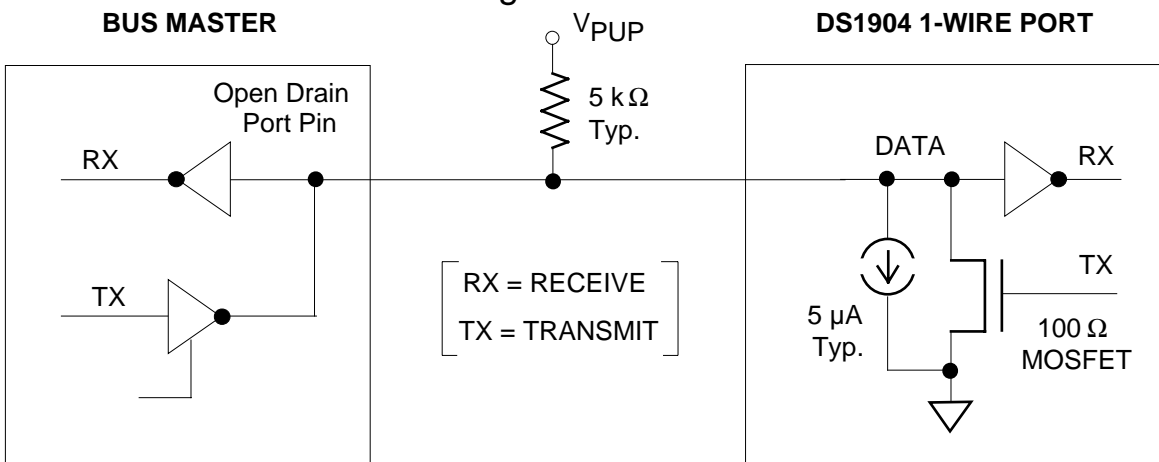 BUS MASTER
VPUP
DS1904 1-WIRE PORT
Open Drain
Port Pin
5 kΩ
Typ.
RX
DATA
RX
TX
RX = RECEIVE
TX = TRANSMIT
5 µA
Typ.
TX
100 Ω
MOSFET